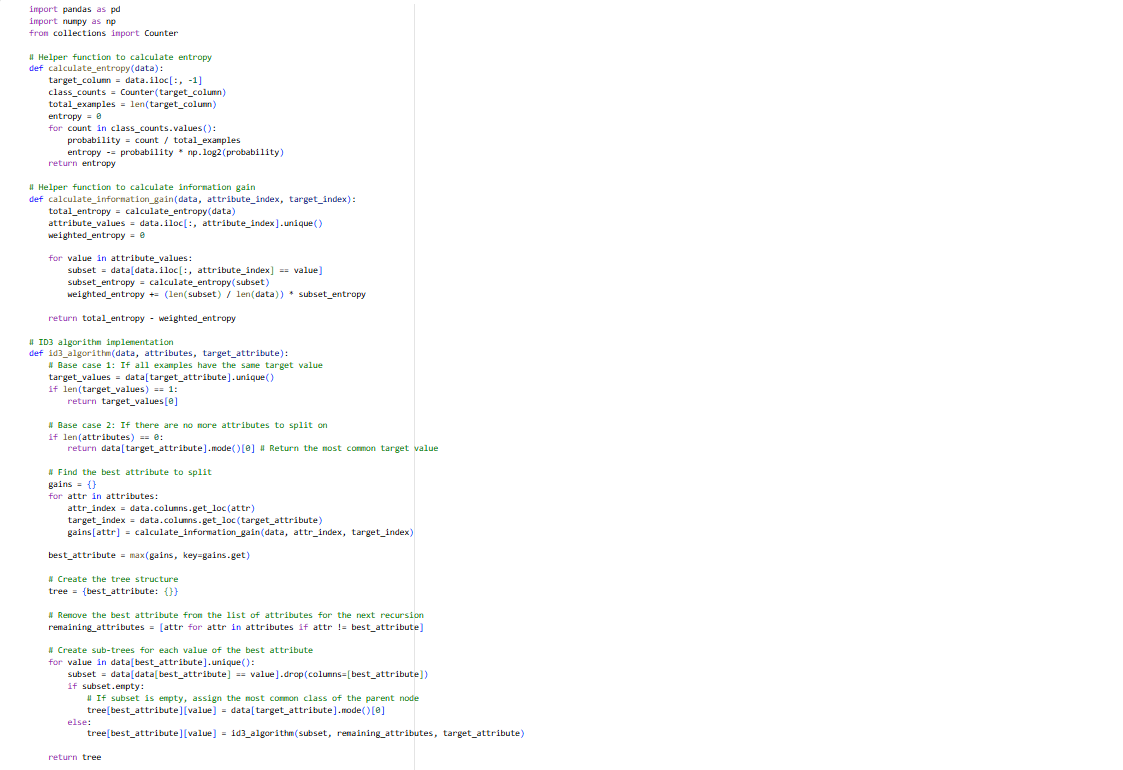 import pandas as pd
import numpy as np
from collections import Counter

# Helper function to calculate entropy
def calculate_entropy(data):
    target_column = data.iloc[:, -1]
    class_counts = Counter(target_column)
    total_examples = len(target_column)
    entropy = 0
    for count in class_counts.values():
        probability = count / total_examples
        entropy -= probability * np.log2(probability)
    return entropy

# Helper function to calculate information gain
def calculate_information_gain(data, attribute_index, target_index):
    total_entropy = calculate_entropy(data)
    attribute_values = data.iloc[:, attribute_index].unique()
    weighted_entropy = 0

    for value in attribute_values:
        subset = data[data.iloc[:, attribute_index] == value]
        subset_entropy = calculate_entropy(subset)
        weighted_entropy += (len(subset) / len(data)) * subset_entropy

    return total_entropy - weighted_entropy

# ID3 algorithm implementation
def id3_algorithm(data, attributes, target_attribute):
    # Base case 1: If all examples have the same target value
    target_values = data[target_attribute].unique()
    if len(target_values) == 1:
        return target_values[0]

    # Base case 2: If there are no more attributes to split on
    if len(attributes) == 0:
        return data[target_attribute].mode()[0] # Return the most common target value

    # Find the best attribute to split
    gains = {}
    for attr in attributes:
        attr_index = data.columns.get_loc(attr)
        target_index = data.columns.get_loc(target_attribute)
        gains[attr] = calculate_information_gain(data, attr_index, target_index)

    best_attribute = max(gains, key=gains.get)

    # Create the tree structure
    tree = {best_attribute: {}}

    # Remove the best attribute from the list of attributes for the next recursion
    remaining_attributes = [attr for attr in attributes if attr != best_attribute]

    # Create sub-trees for each value of the best attribute
    for value in data[best_attribute].unique():
        subset = data[data[best_attribute] == value].drop(columns=[best_attribute])
        if subset.empty:
            # If subset is empty, assign the most common class of the parent node
            tree[best_attribute][value] = data[target_attribute].mode()[0]
        else:
            tree[best_attribute][value] = id3_algorithm(subset, remaining_attributes, target_attribute)

    return tree